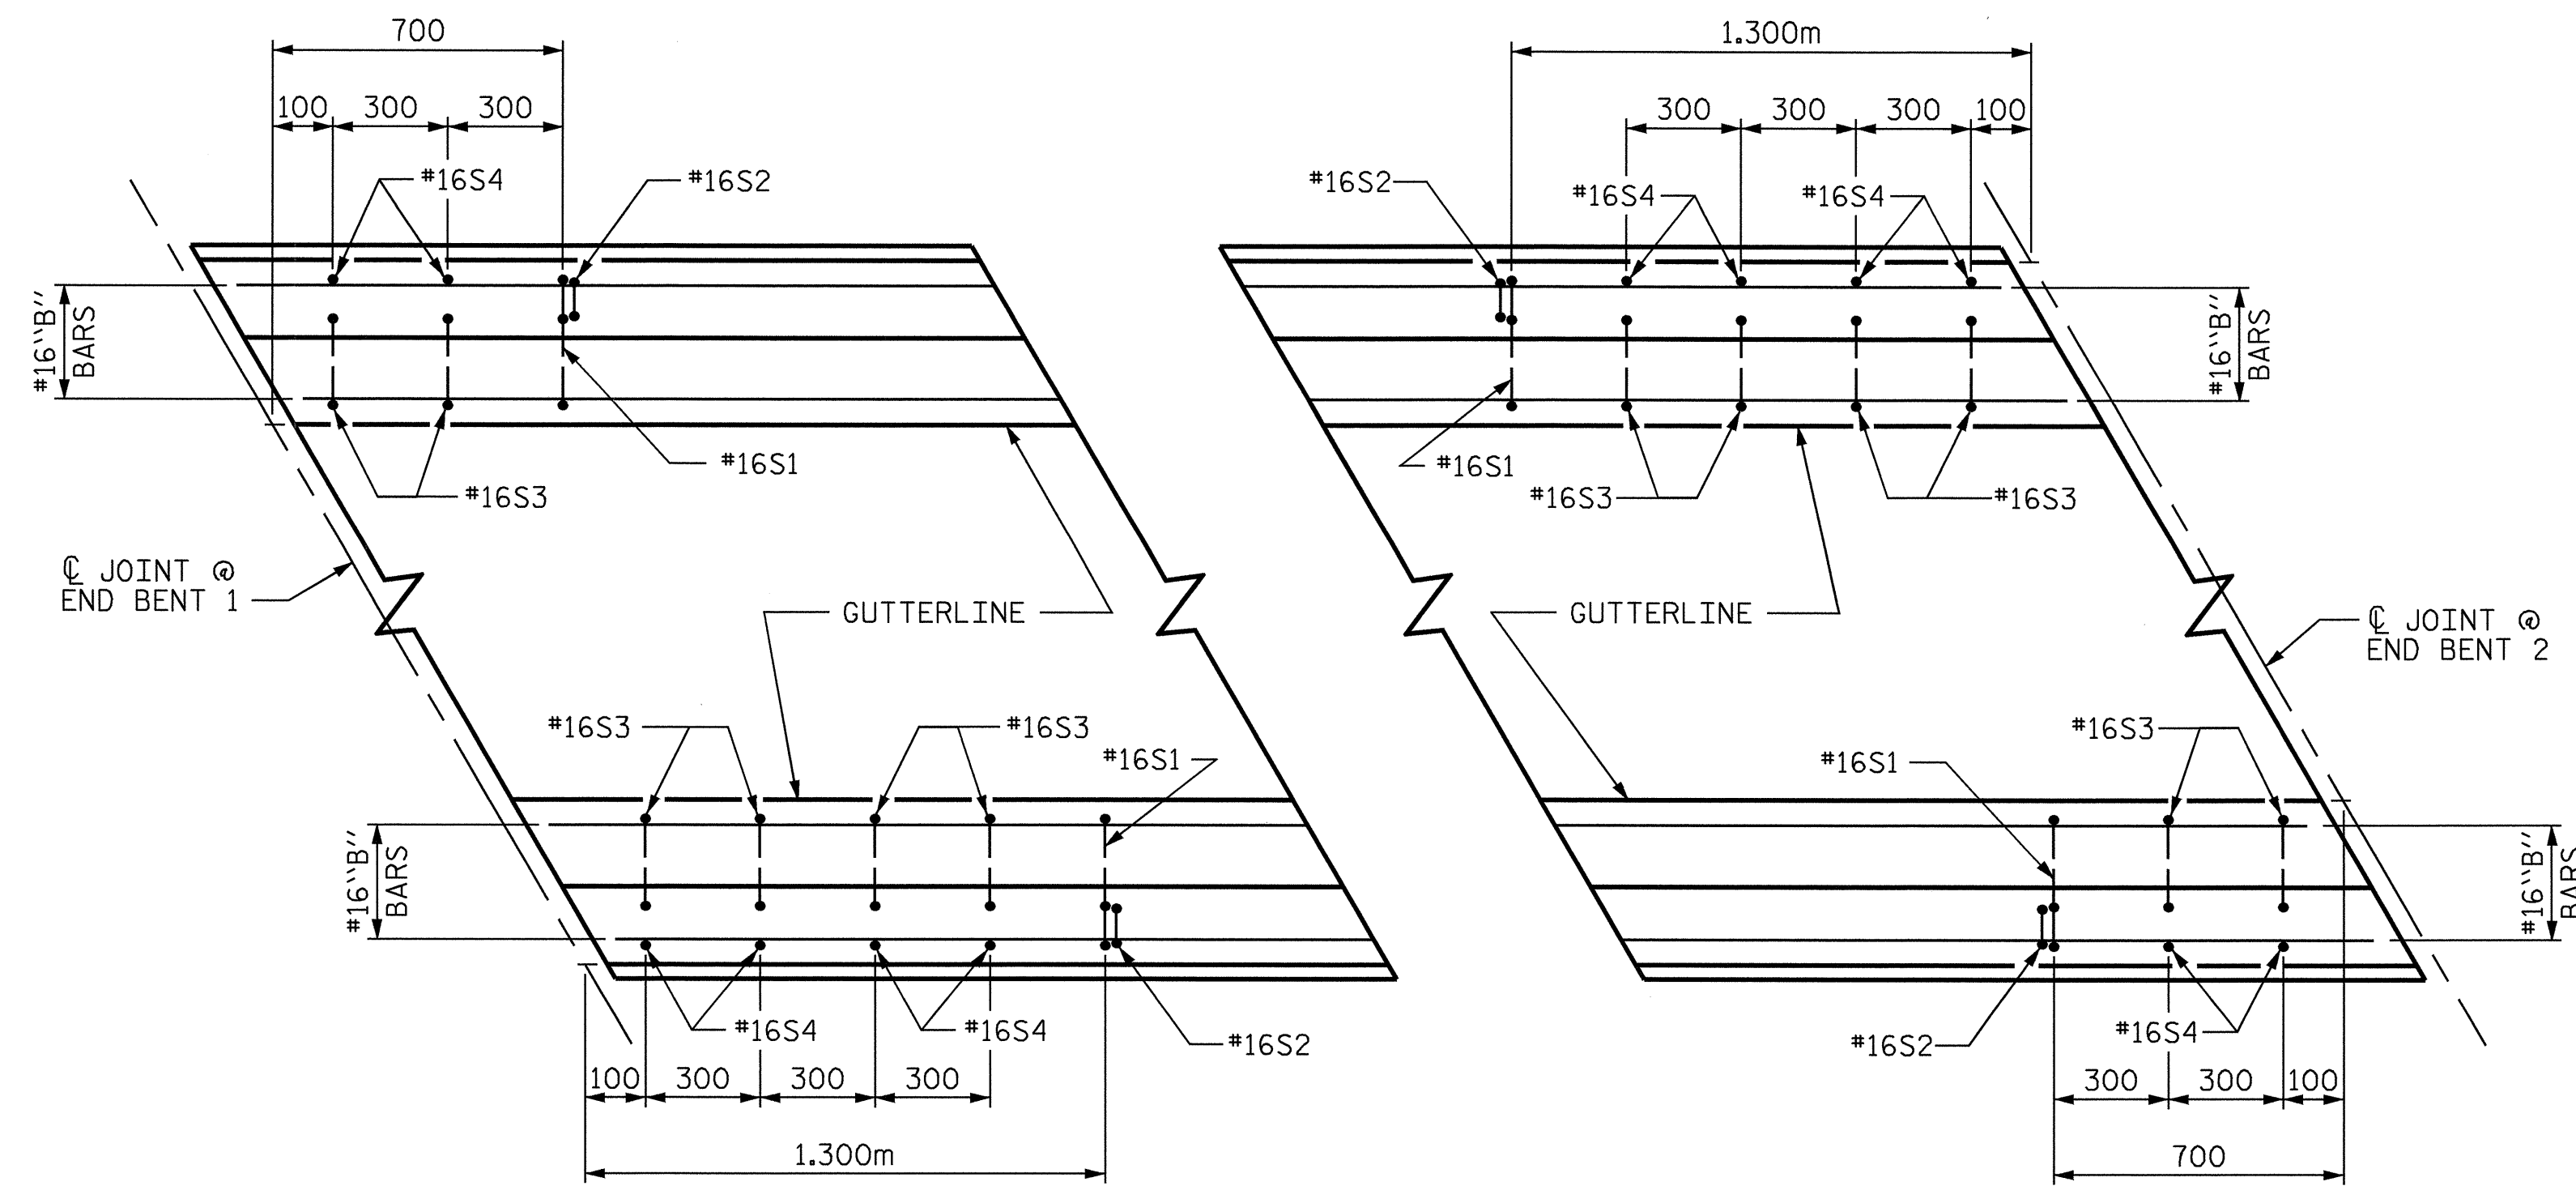 700
100 300 300
#16S4
#16S2
#16``B´´
BARS
#16S1
#16S3
℄ JOINT @
END BENT 1
GUTTERLINE
#16S3
#16S3
#16S1
#16``B´´
BARS
#16S4
#16S4
#16S2
100 300 300 300
1.300m
1.300m
300 300 300 100
#16S2
#16S4
#16S4
#16``B´´
BARS
#16S1
#16S3
#16S3
GUTTERLINE
℄ JOINT @
END BENT 2
#16S3
#16S1
#16``B´´
BARS
#16S2
#16S4
300 300 100
700